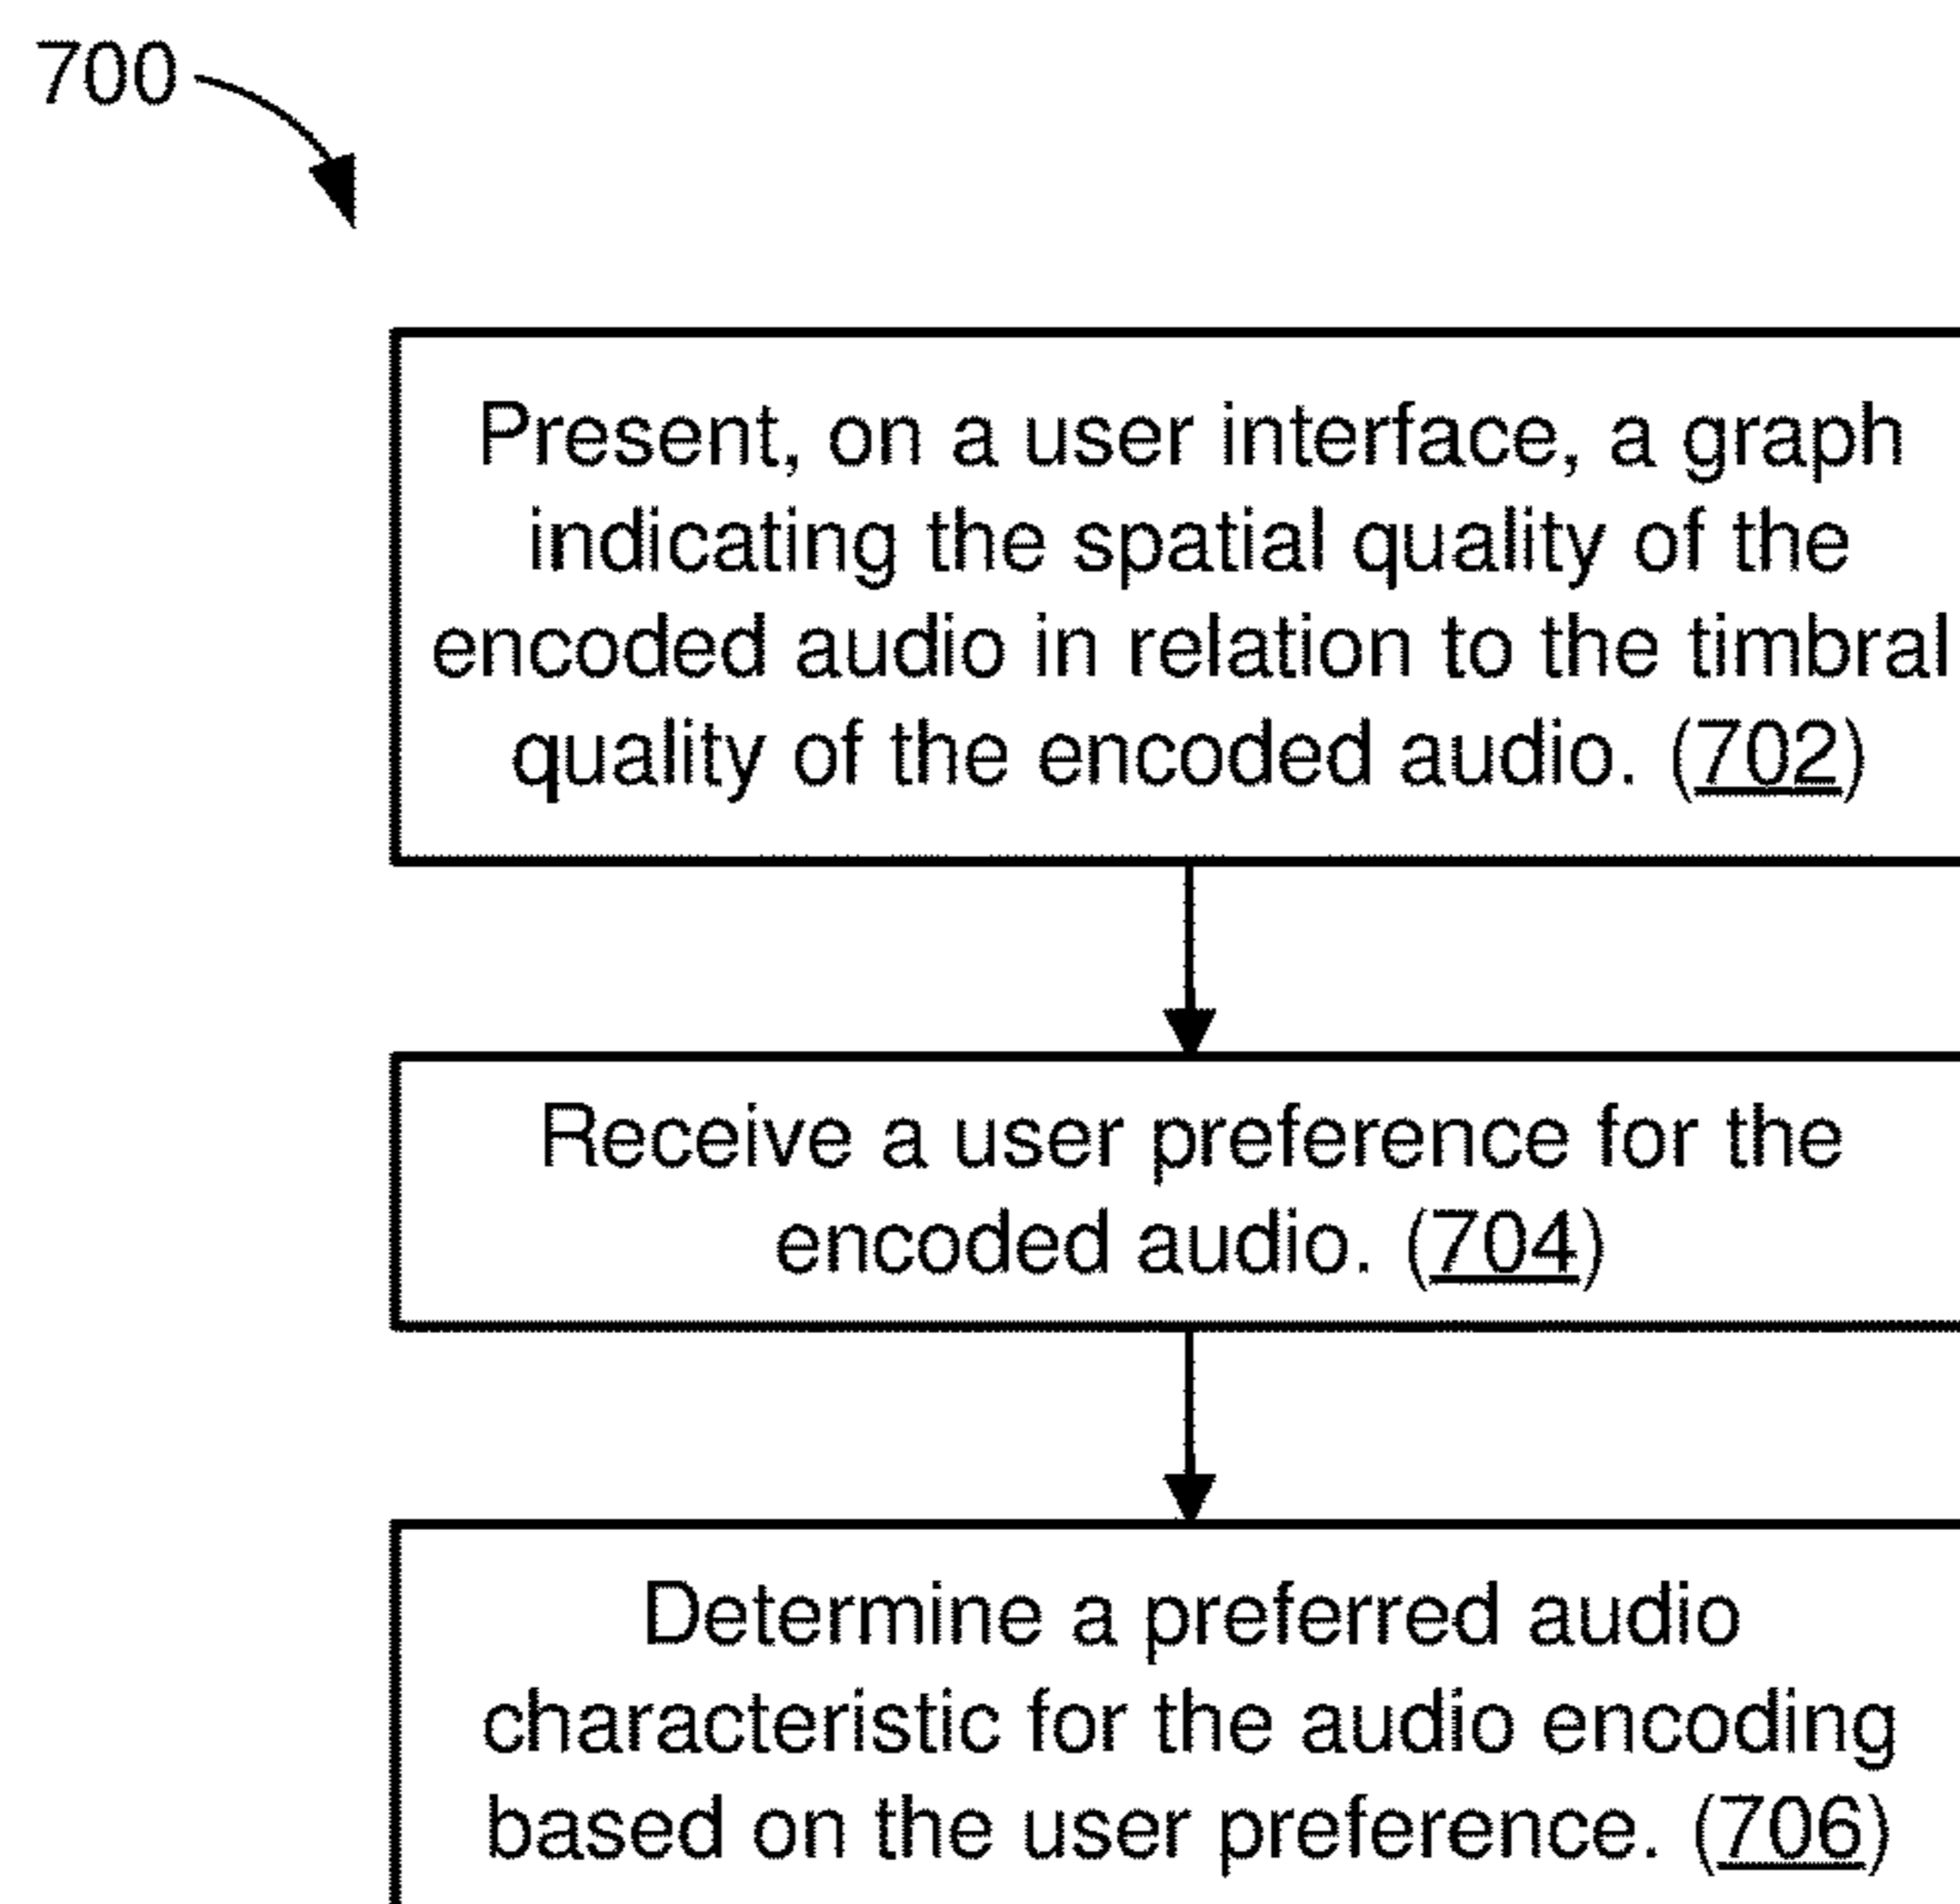 700
Present, on a user interface, a graph
indicating the spatial quality of the
encoded audio in relation to the timbral
quality of the encoded audio. (702)
Receive a user preference for the
encoded audio. (704)
Determine a preferred audio
characteristic for the audio encoding
based on the user preference. (706)